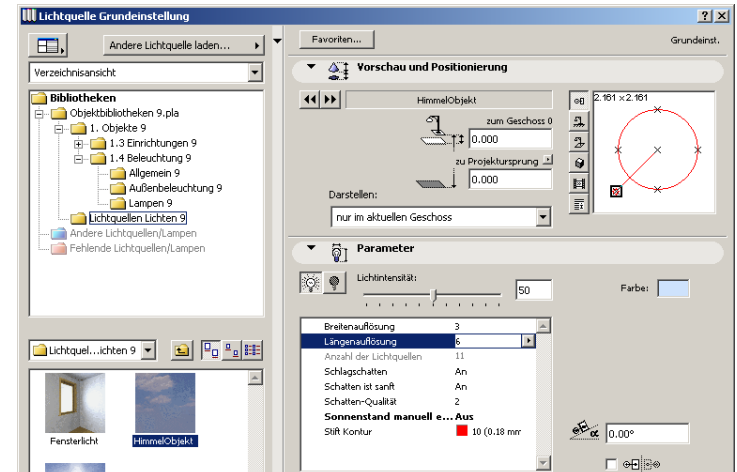 Lichtquelle Grundeinstellung
Andere Lichtquelle laden...
Verzeichnisansicht
Bibliotheken
Objektbibliotheken 9.pla
1. Objekte 9
1.3 Einrichtungen 9
1.4 Beleuchtung 9
Allgemein 9
Außenbeleuchtung 9
Lampen 9
Lichtquellen Lichten 9
Andere Lichtquellen/Lampen
Fehlende Lichtquellen/Lampen
Lichtquel...ichten 9
Fensterlicht
HimmelObjekt
Favoriten...
Grundeinst.
Vorschau und Positionierung
HimmelObjekt
zum Geschoss 0
0.000
zu Projektursprung
0.000
Darstellen:
nur im aktuellen Geschoss
2.161 x 2.161
Parameter
Lichtintensität:
50
Farbe:
Breitenauflösung 3
Längenauflösung 6
Anzahl der Lichtquellen 11
Schlagschatten An
Schatten ist sanft An
Schatten-Qualität 2
Sonnenstand manuell e... Aus
Stift Kontur 10 (0.18 mm
α 0.00°